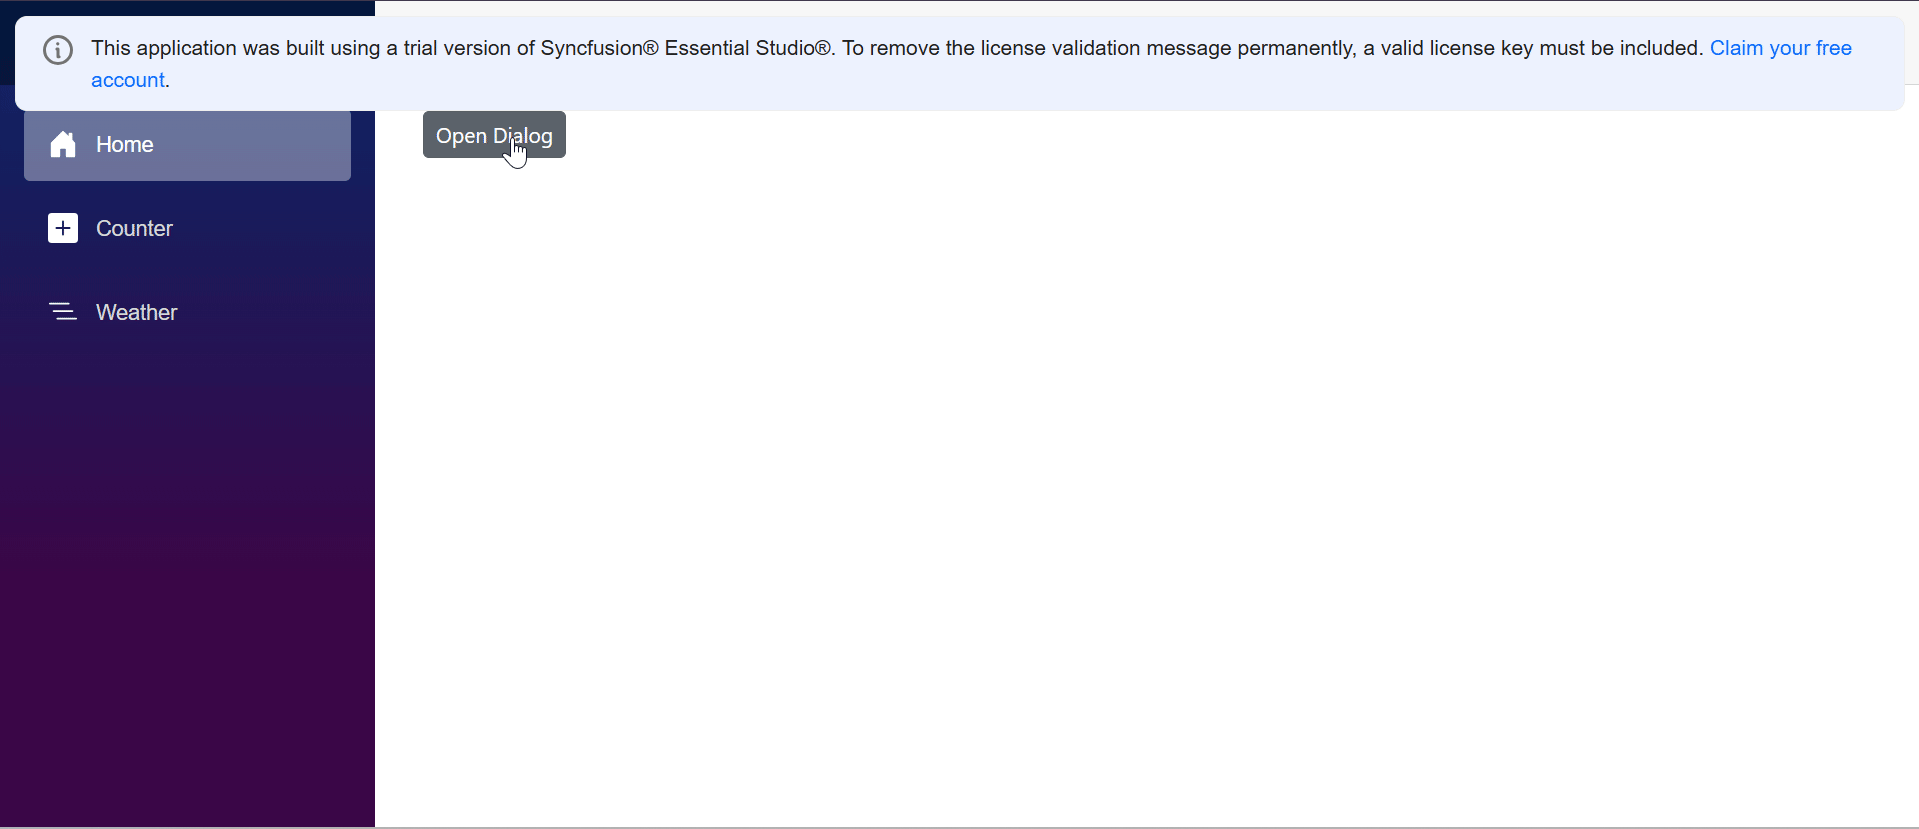 This application was built using a trial version of Syncfusion® Essential Studio®. To remove the license validation message permanently, a valid license key must be included. Claim your free
account.
Open Dialog
Home
Counter
Weather